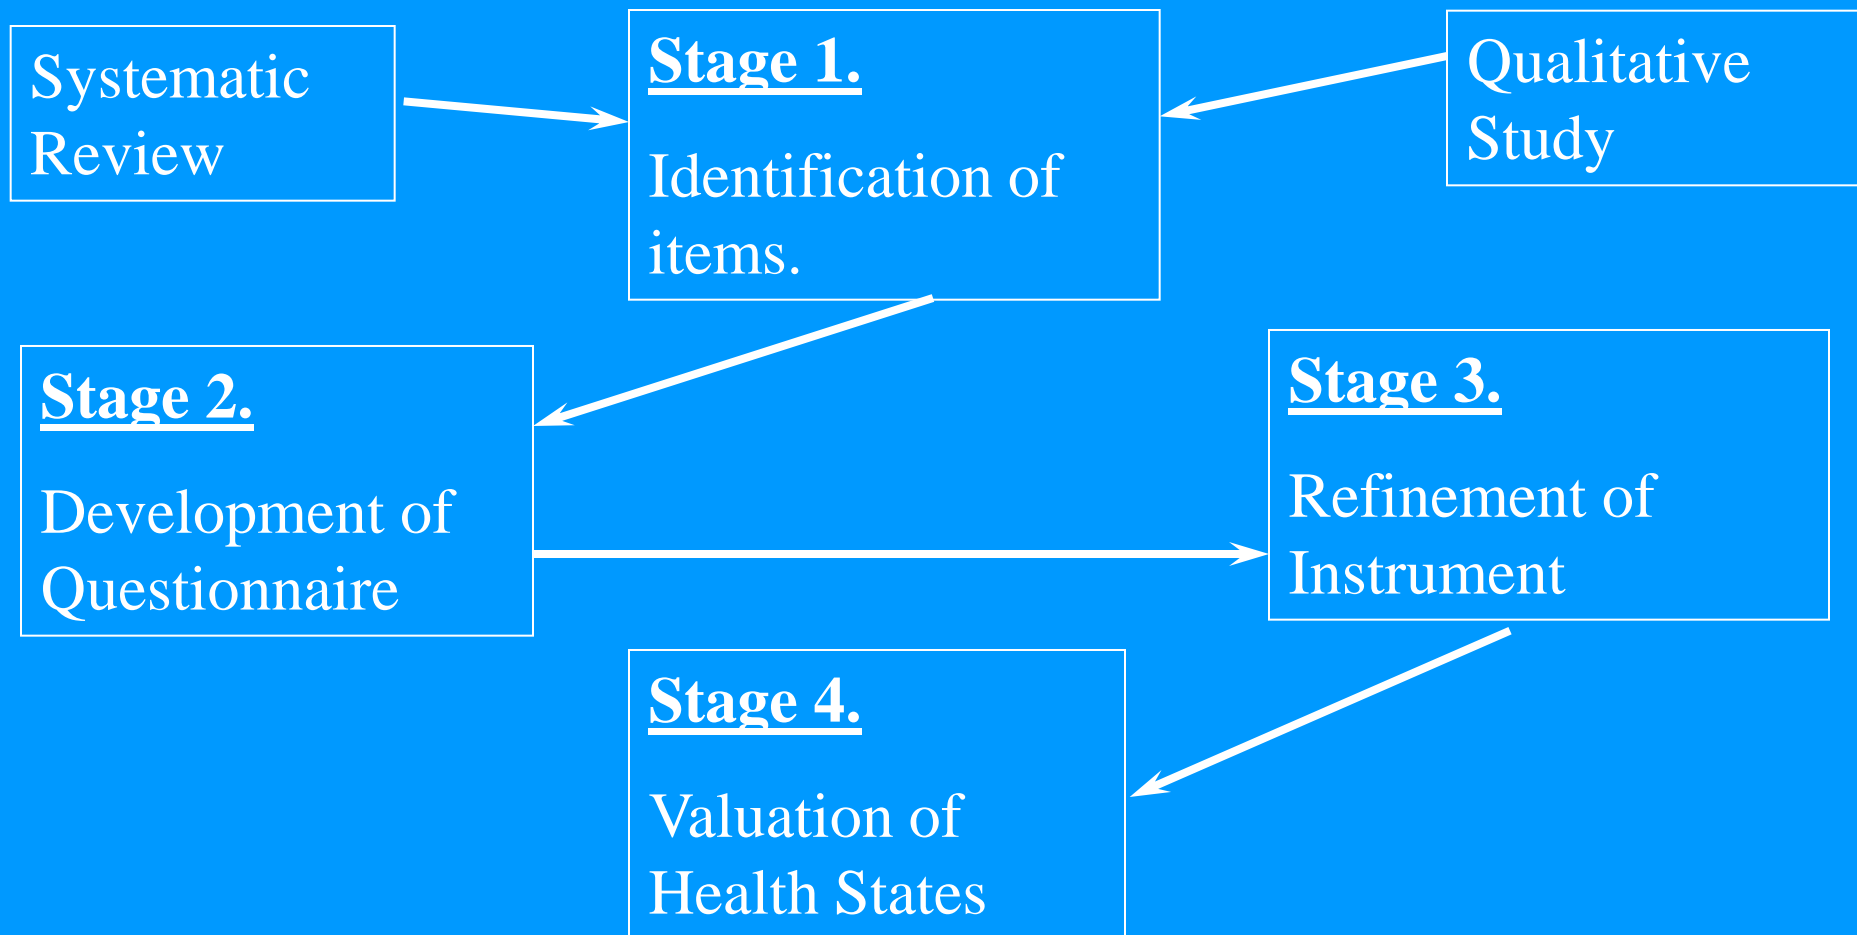 Systematic
Review
Stage 1.
Identification of
items.
Qualitative
Study
Stage 2.
Development of
Questionnaire
Stage 3.
Refinement of
Instrument
Stage 4.
Valuation of
Health States